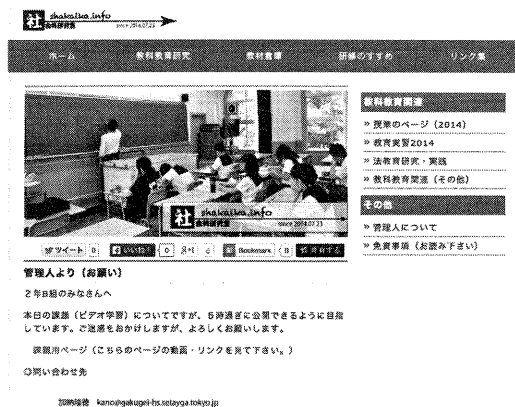 社 shakaika.info
社会科研究室 since 2014.07.23
ホーム 教科教育研究 教材倉庫 研修のすすめ リンク集
社 shakaika.info
社会科研究室 since 2014.07.23
教科教育関連
» 授業のページ（2014）
» 教育実習2014
» 法教育研究・実践
» 教科教育関連（その他）
その他
» 管理人について
» 免責事項（お読み下さい）
ツイート 0 いいね！ 0 g+1 Bookmark 0 共有する
管理人より（お願い）
２年B組のみなさんへ
本日の課題（ビデオ学習）についてですが、５時過ぎに公開できるように目指
しています。ご迷惑をおかけしますが、よろしくお願いします。
課題用ページ（こちらのページの動画・リンクを見て下さい。）
◎問い合わせ先
kano@gakugei-hs.setagaya.tokyo.jp